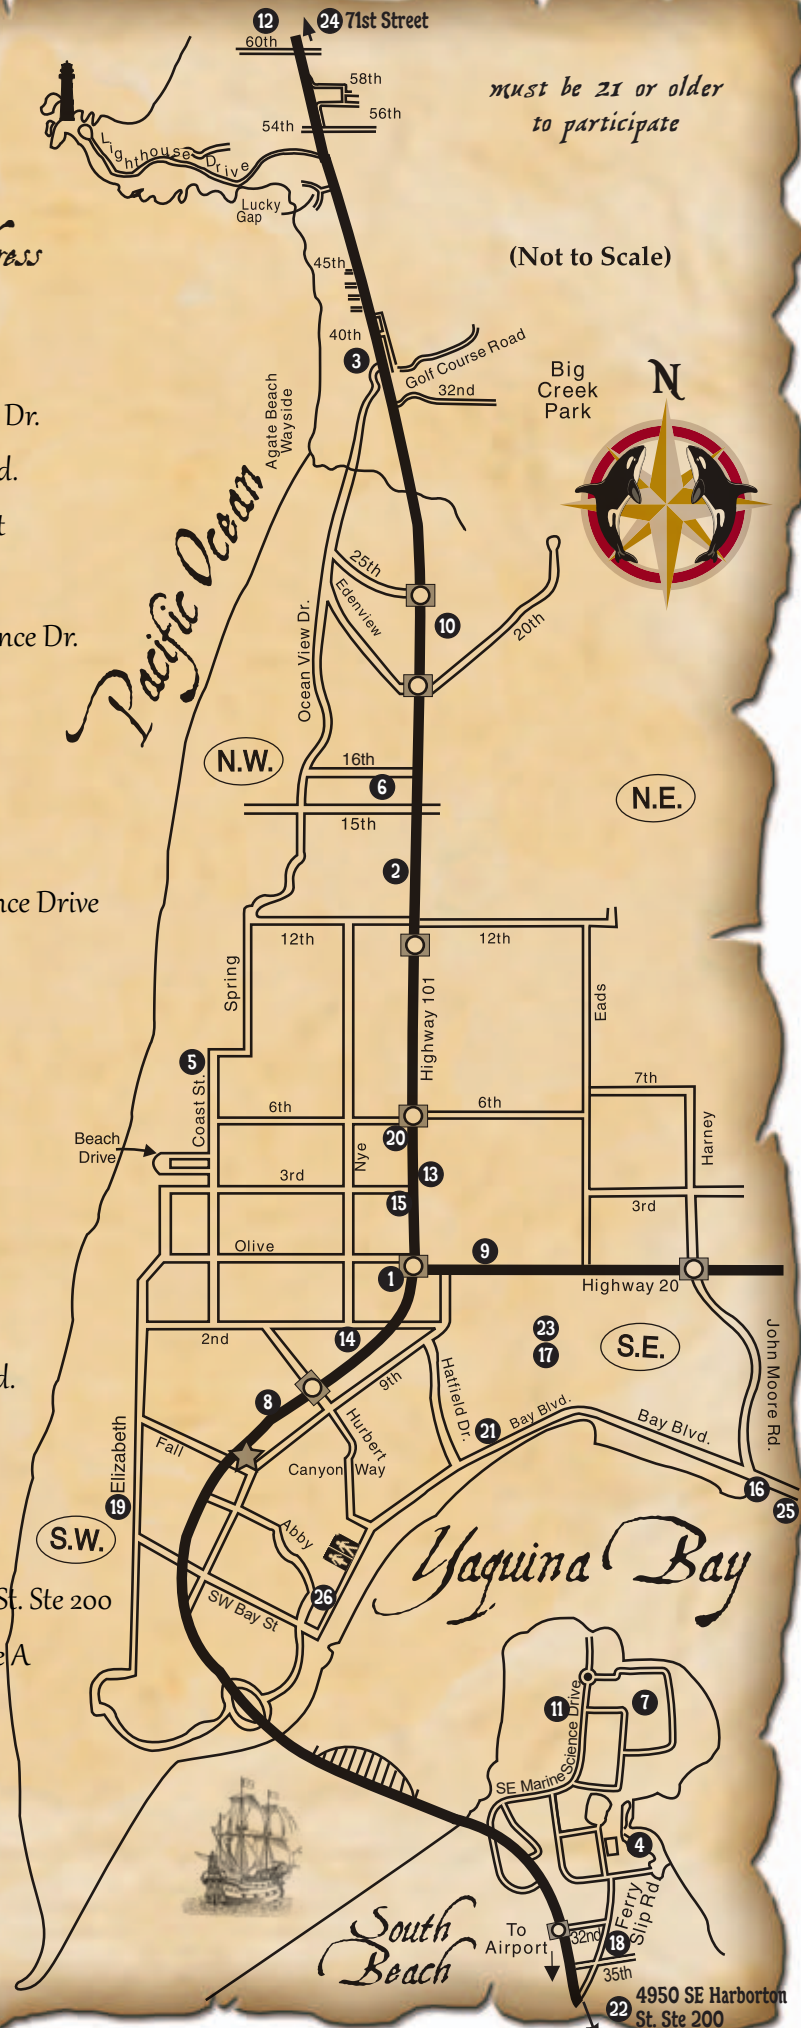 12
24 71st Street
60th
58th
56th
54th
must be 21 or older
to participate
Lighthouse Drive
Lucky
Gap
ress
(Not to Scale)
45th
40th
3
Golf Course Road
32nd
Big
Creek
Park
N
Agate Beach
Wayside
Dr.
d.
t
Pacific Ocean
25th
Edenview
10
20th
nce Dr.
Ocean View Dr.
N.W.
16th
6
15th
N.E.
2
nce Drive
12th
12th
Spring
Highway 101
Eads
5
Coast St.
7th
6th
6th
Harney
Beach
Drive
20
Nye
13
3rd
15
3rd
Olive
9
1
Highway 20
2nd
14
23
17
S.E.
John Moore Rd.
d.
9th
Hatfield Dr.
8
Hurbert
21
Bay Blvd.
Bay Blvd.
Fall
Elizabeth
Canyon Way
16
25
19
S.W.
Abby
Yaquina Bay
26
SW Bay St
St. Ste 200
e A
11
7
SE Marine Science Drive
4
South
Beach
To
Airport
32nd
18
Ferry
Slip Rd
35th
22
4950 SE Harborton
St. Ste 200